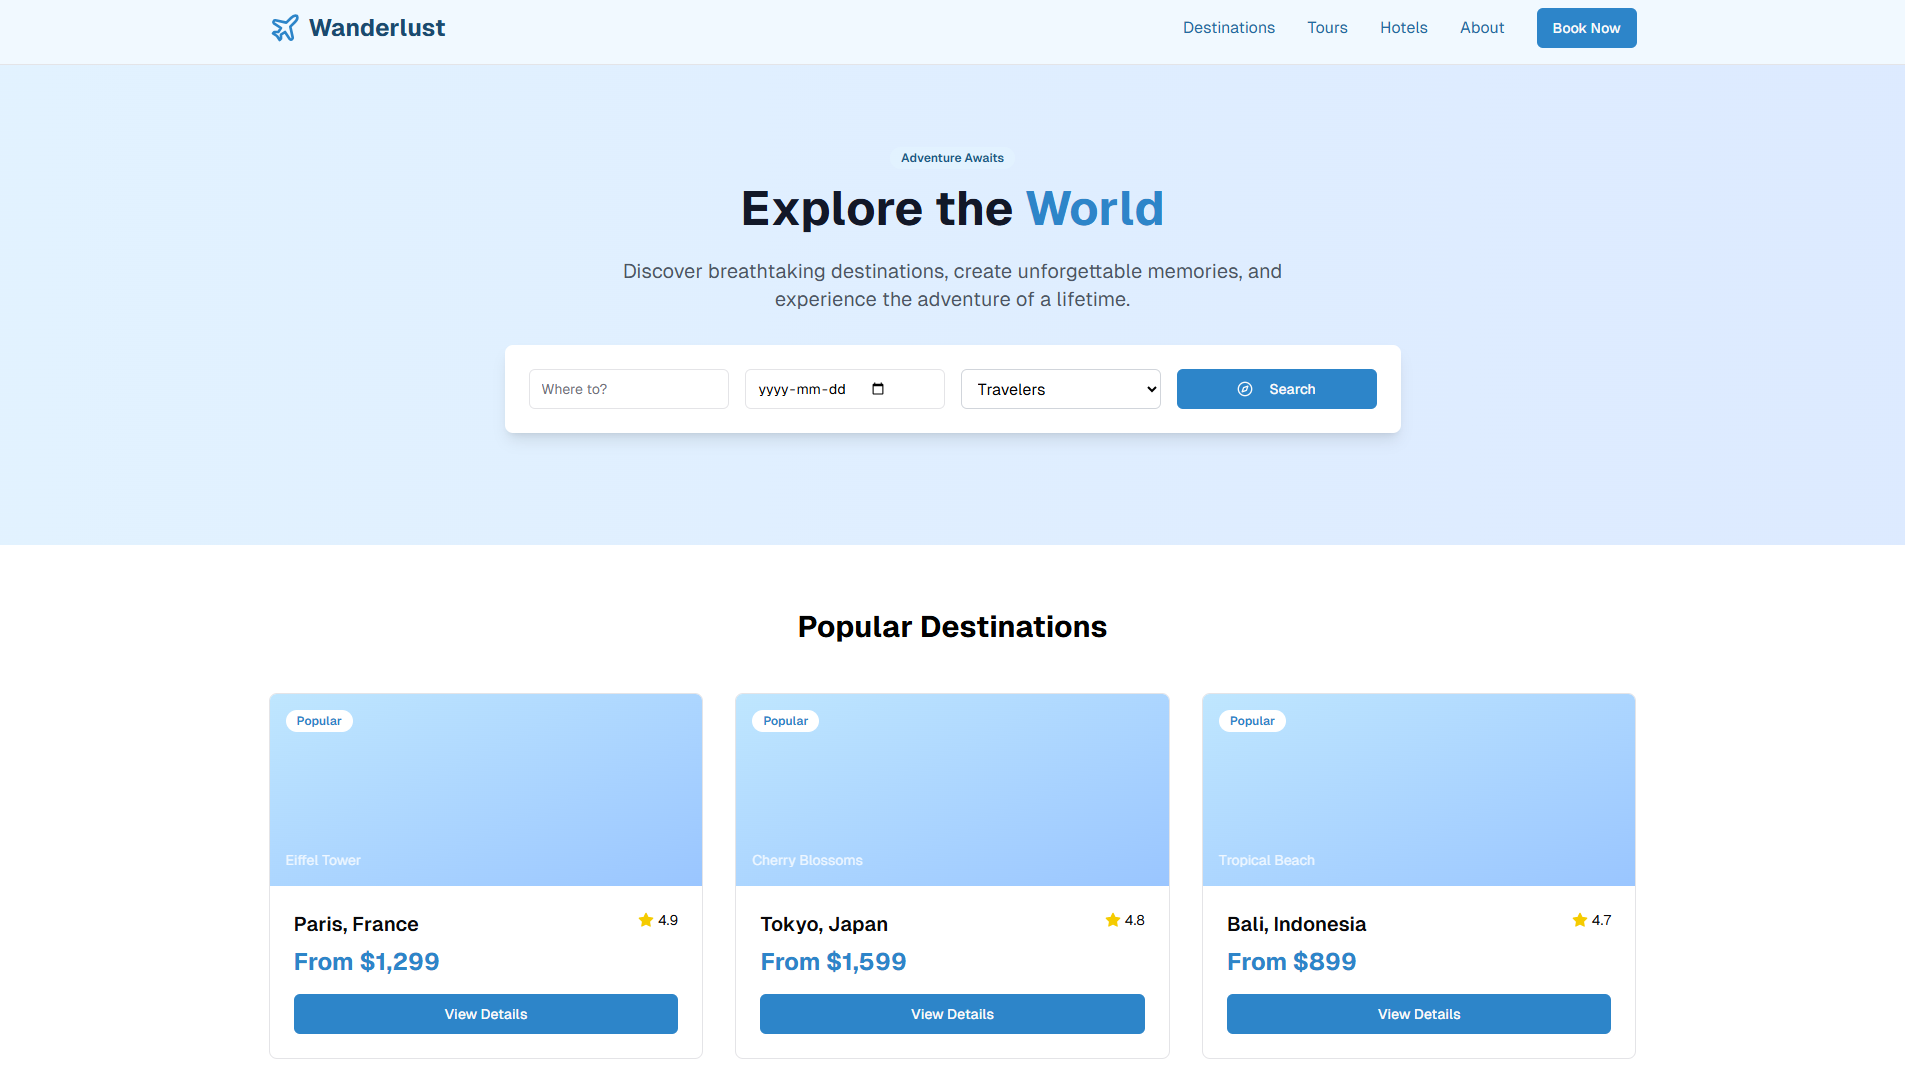 Wanderlust
Destinations Tours Hotels About Book Now
Adventure Awaits
Explore the World
Discover breathtaking destinations, create unforgettable memories, and
experience the adventure of a lifetime.
Where to? yyyy-mm-dd Travelers Search
Popular Destinations
Popular
Eiffel Tower
Paris, France 4.9
From $1,299
View Details
Popular
Cherry Blossoms
Tokyo, Japan 4.8
From $1,599
View Details
Popular
Tropical Beach
Bali, Indonesia 4.7
From $899
View Details